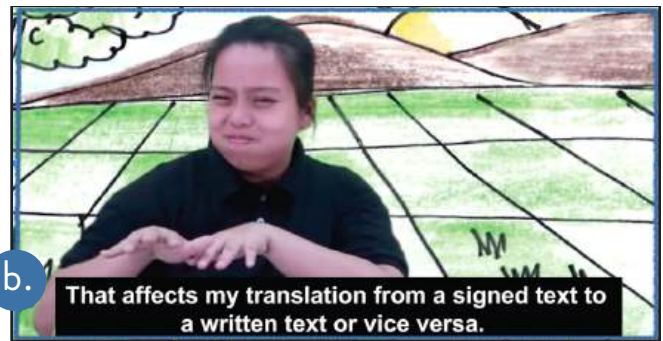 b.
That affects my translation from a signed text to
a written text or vice versa.